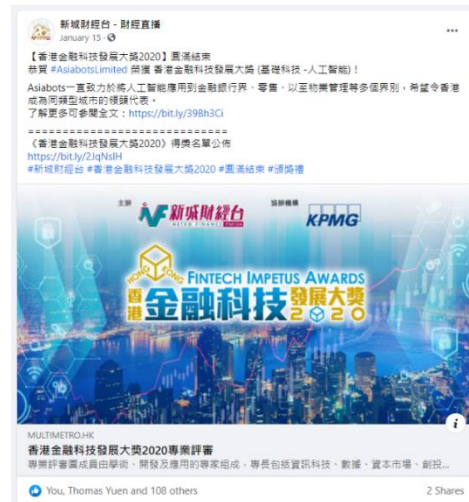 新城財經台 - 財經直播
January 15 ·
【香港金融科技發展大獎2020】圓滿結束
恭賀 #AsiabotsLimited 榮獲 香港金融科技發展大獎 (基礎科技 -人工智能)！
Asiabots一直致力於將人工智能應用到金融銀行界、零售、以至物業管理等多個界別，希望令香港
成為同類型城市的領頭代表。
了解更多可參閱全文：https://bit.ly/39Bh3Ci
============================
《香港金融科技發展大獎2020》得獎名單公佈
https://bit.ly/2JqNsIH
#新城財經台 #香港金融科技發展大獎2020 #圓滿結束 #頒獎禮
主辦
新城財經台
METRO FINANCE
協辦機構
KPMG
HONG KONG
FINTECH IMPETUS AWARDS
香港金融科技發展大獎
2020
MULTIMETRO.HK
香港金融科技發展大獎2020專業評審
專業評審團成員由學術、開發及應用的專家組成，專長包括資訊科技、數據、資本市場、創投...
You, Thomas Yuen and 108 others
2 Shares